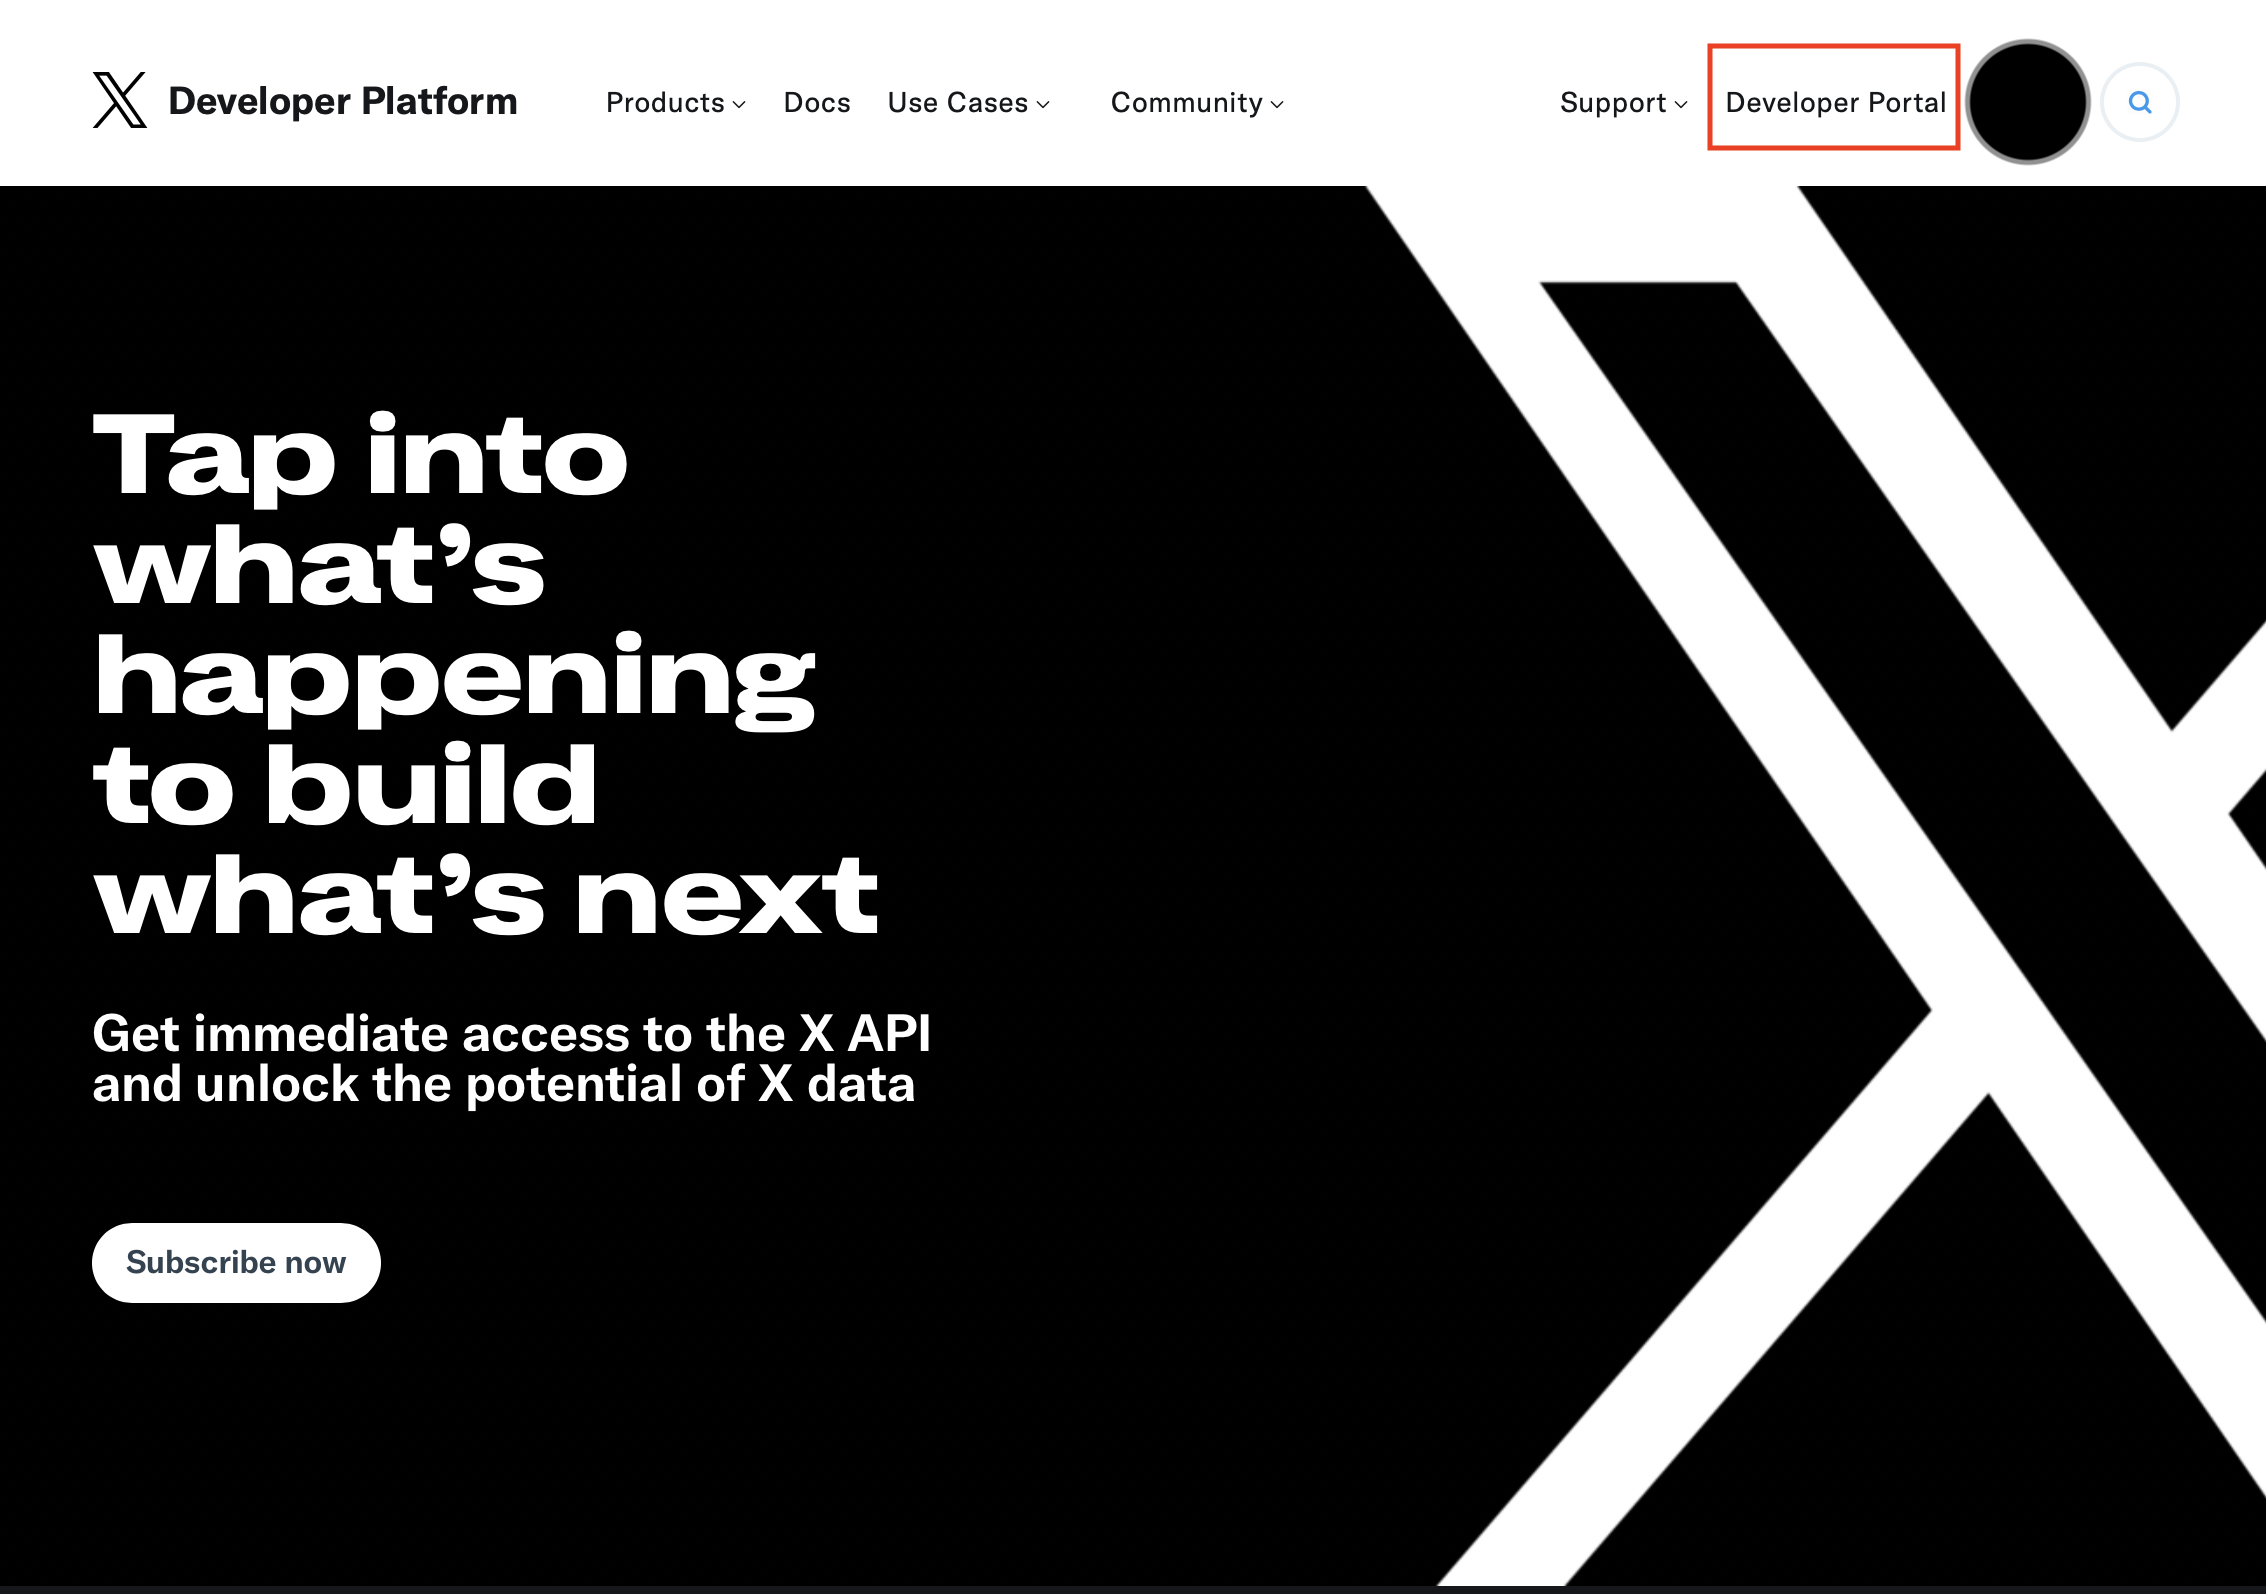 Developer Platform Products Docs Use Cases Community Support Developer Portal
Tap into
what’s
happening
to build
what’s next
Get immediate access to the X API
and unlock the potential of X data
Subscribe now